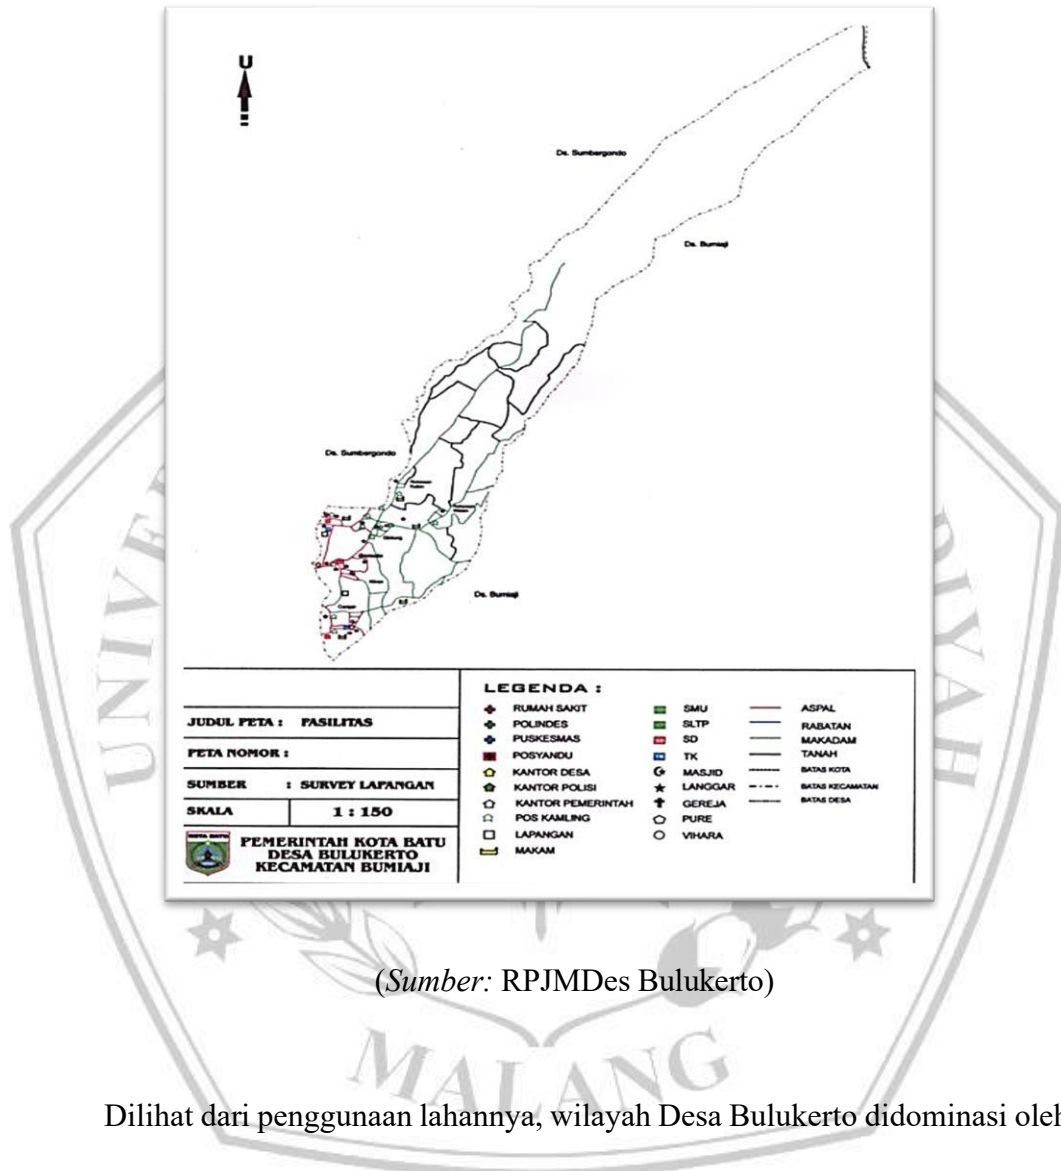 U
Ds. Sumbergondo
Ds. Bumiaji
Ds. Sumbergondo
Ds. Bumiaji
JUDUL PETA : PASILITAS
PETA NOMOR :
SUMBER : SURVEY LAPANGAN
SKALA 1 : 150
KOTA BATU
PEMERINTAH KOTA BATU
DESA BULUKERTO
KECAMATAN BUMIAJI
LEGENDA :
RUMAH SAKIT
POLINDES
PUSKESMAS
POSYANDU
KANTOR DESA
KANTOR POLISI
KANTOR PEMERINTAH
POS KAMLING
LAPANGAN
MAKAM
SMU
SLTP
SD
TK
MASJID
LANGGAR
GEREJA
PURE
VIHARA
ASPAL
RABATAN
MAKADAM
TANAH
BATAS KOTA
BATAS KECAMATAN
BATAS DESA
(Sumber: RPJMDes Bulukerto)
MALANG
Dilihat dari penggunaan lahannya, wilayah Desa Bulukerto didominasi oleh